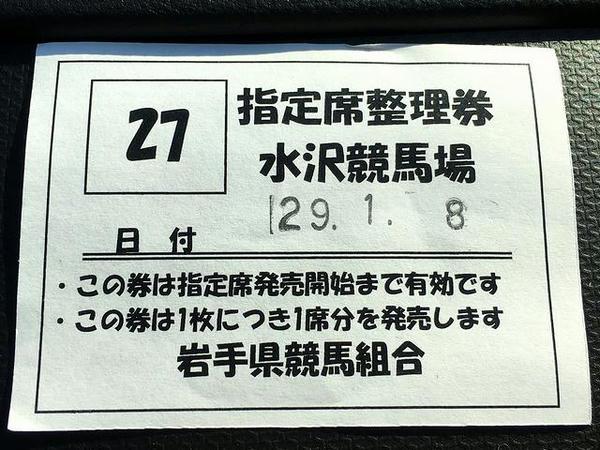 27
指定席整理券
水沢競馬場
29. 1. 8
日 付
・この券は指定席発売開始まで有効です
・この券は1枚につき1席分を発売します
岩手県競馬組合